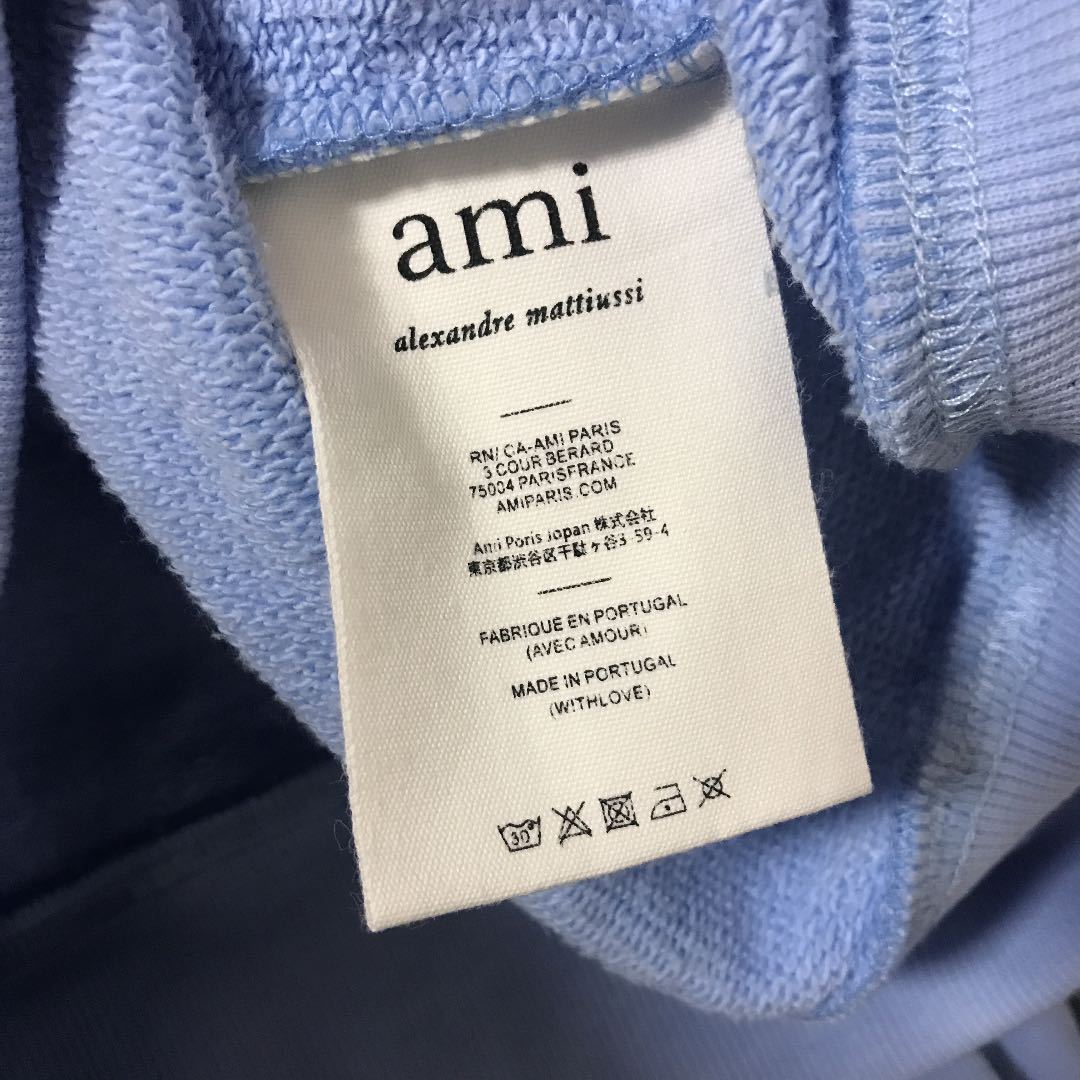 ami
alexandre mattiussi
RN/ CA-AMI PARIS
3 COUR BERARD
75004 PARISFRANCE
AMIPARIS.COM
Ami Poris Jopan 株式会社
東京都渋谷区千駄ヶ谷3-59-4
FABRIQUE EN PORTUGAL
(AVEC AMOUR)
MADE IN PORTUGAL
(WITHLOVE)
30°